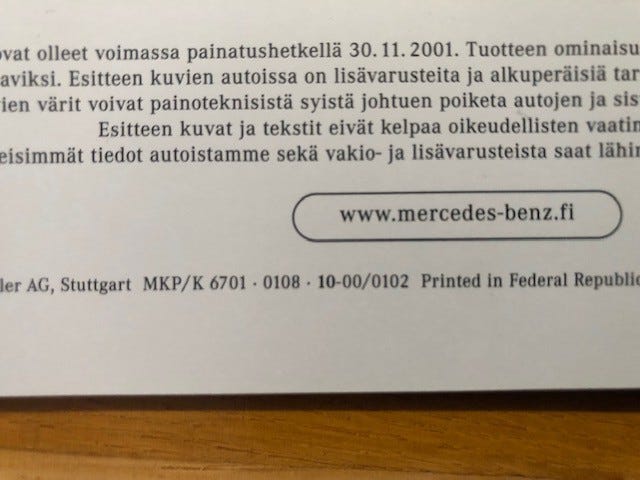 ovat olleet voimassa painatushetkellä 30. 11. 2001. Tuotteen ominaisu
aviksi. Esitteen kuvien autoissa on lisävarusteita ja alkuperäisiä tar
ien värit voivat painoteknisistä syistä johtuen poiketa autojen ja sis
Esitteen kuvat ja tekstit eivät kelpaa oikeudellisten vaatim
eisimmät tiedot autoistamme sekä vakio- ja lisävarusteista saat lähin
www.mercedes-benz.fi
ler AG, Stuttgart MKP/K 6701 · 0108 · 10-00/0102 Printed in Federal Republic